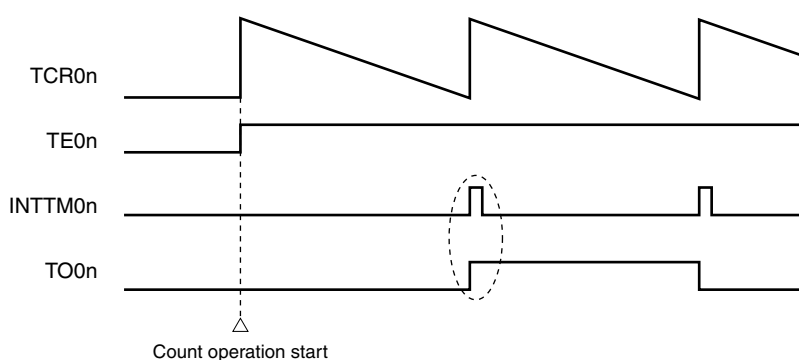 TCR0n
TE0n
INTTM0n
TO0n
Count operation start